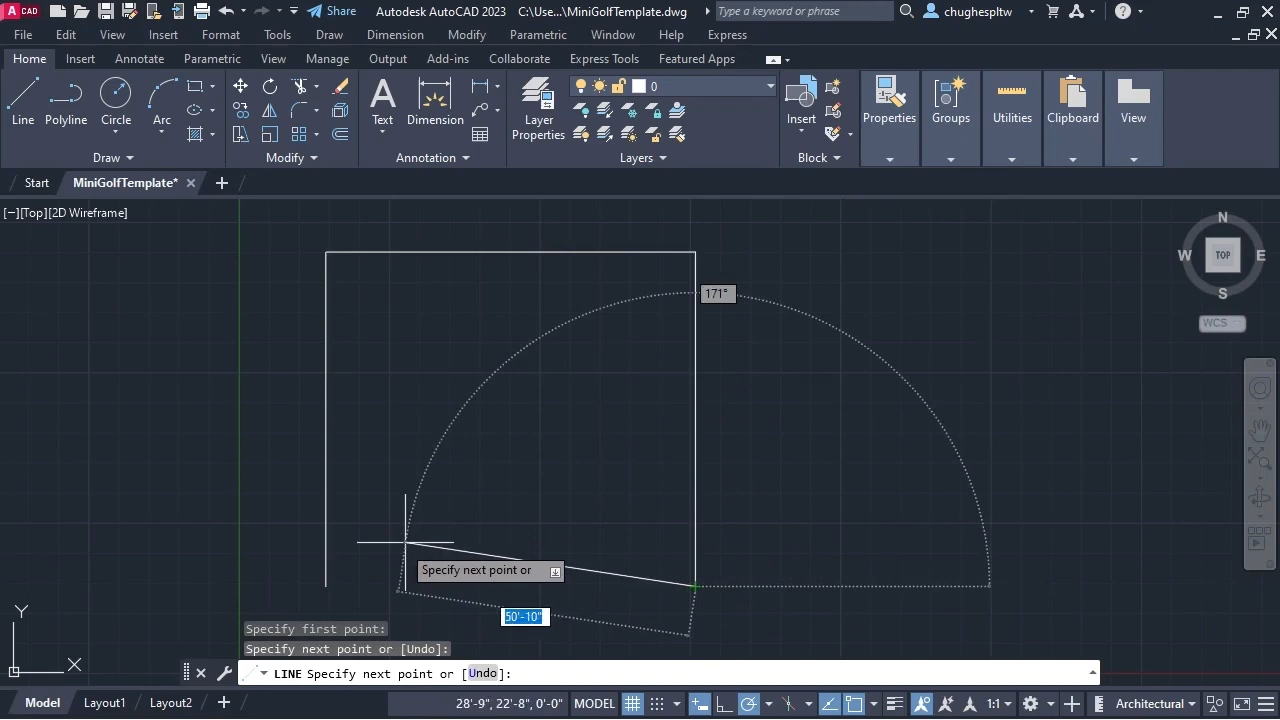 A CAD Share Autodesk AutoCAD 2023 C:\Use...\MiniGolfTemplate.dwg Type a keyword or phrase chughespltw
File Edit View Insert Format Tools Draw Dimension Modify Parametric Window Help Express
Home Insert Annotate Parametric View Manage Output Add-ins Collaborate Express Tools Featured Apps
0
Line Polyline Circle Arc Text Dimension Layer Properties Insert Properties Groups Utilities Clipboard View
Draw Modify Annotation Layers Block
Start MiniGolfTemplate*
[−][Top][2D Wireframe]
N
W TOP E
S
WCS
171°
Specify next point or
50'-10"
Y
X
Specify first point:
Specify next point or [Undo]:
LINE Specify next point or [Undo]:
Model Layout1 Layout2 28'-9", 22'-8", 0'-0" MODEL 1:1 Architectural